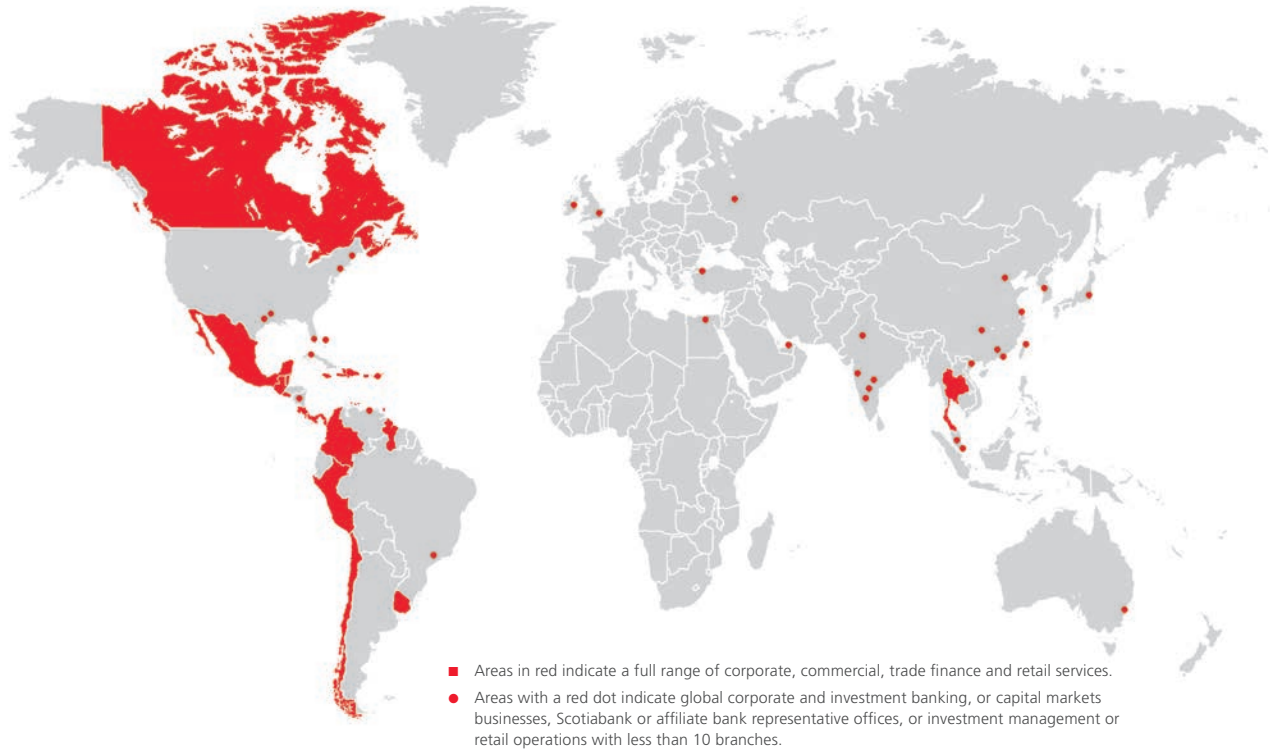 Areas in red indicate a full range of corporate, commercial, trade finance and retail services.
Areas with a red dot indicate global corporate and investment banking, or capital markets
businesses, Scotiabank or affiliate bank representative offices, or investment management or
retail operations with less than 10 branches.